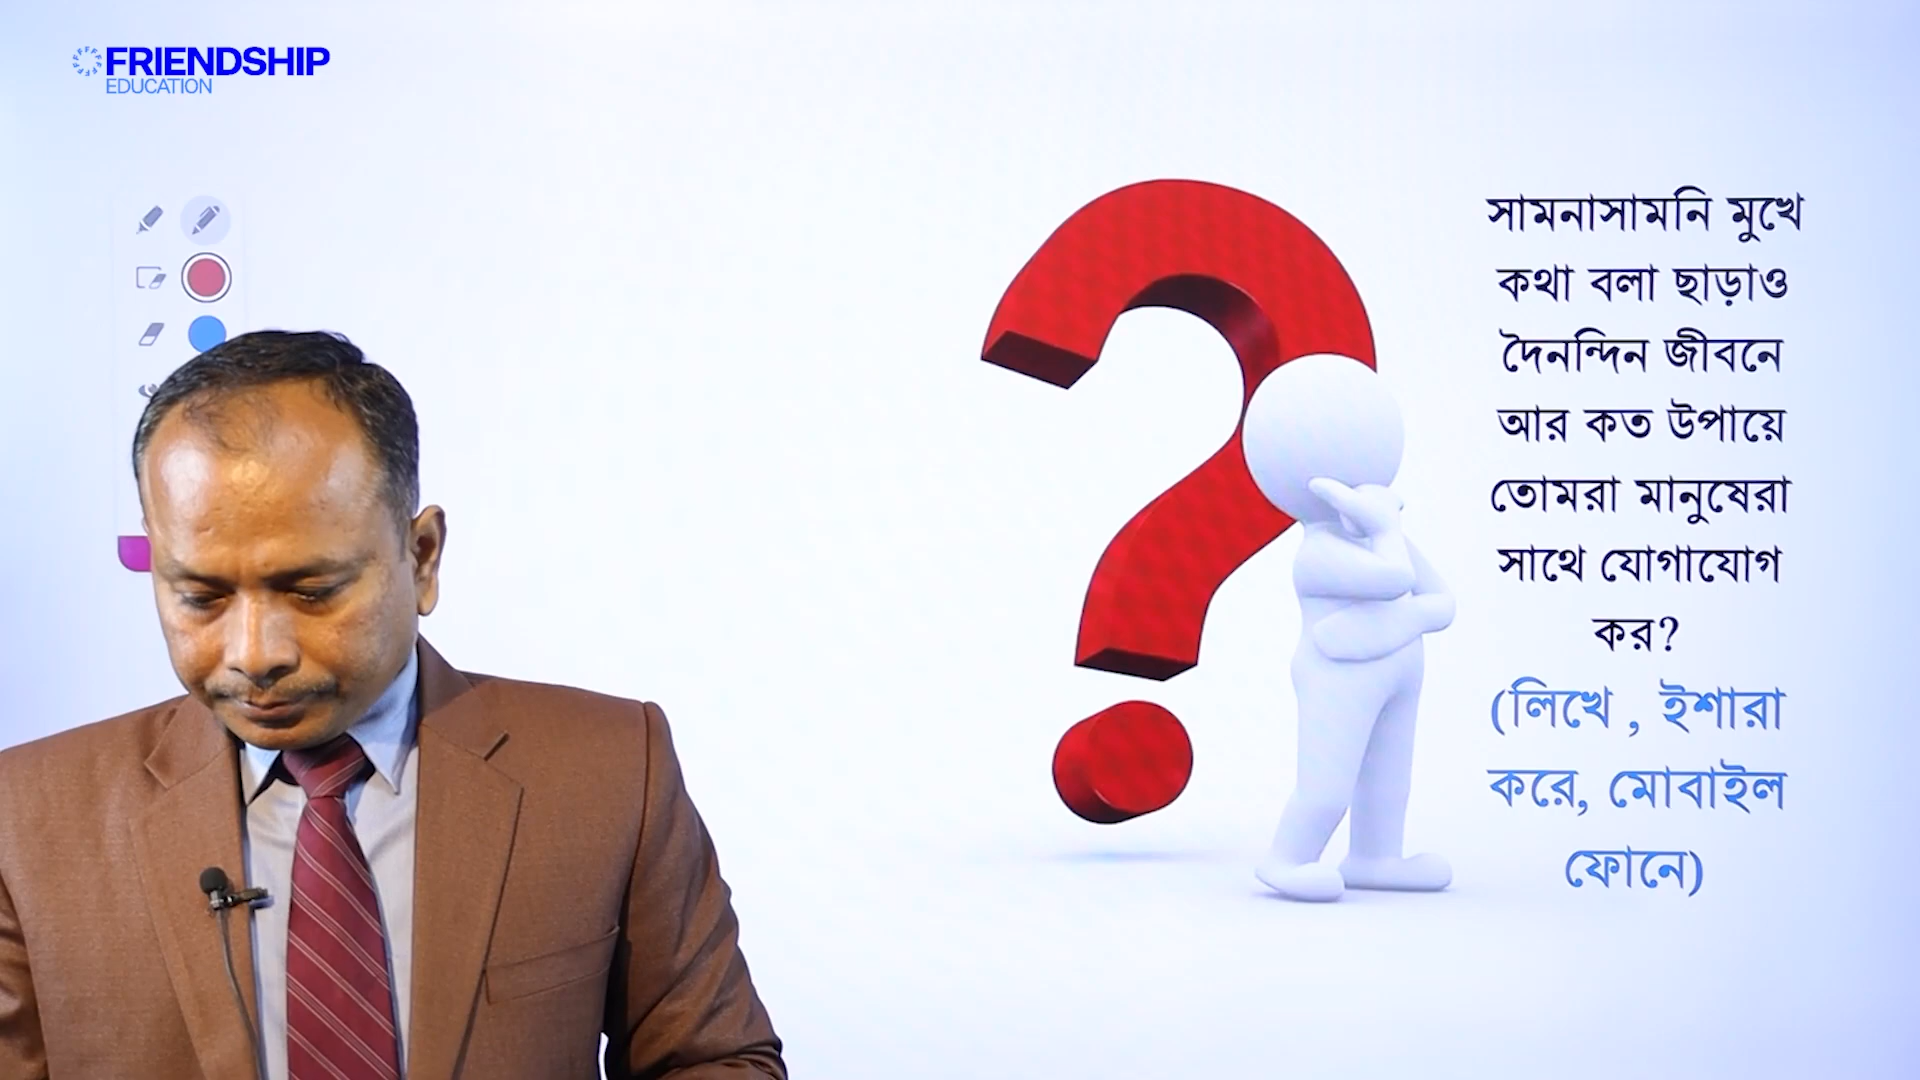 FRIENDSHIP
EDUCATION
সামনাসামনি মুখে
কথা বলা ছাড়াও
দৈনন্দিন জীবনে
আর কত উপায়ে
তোমরা মানুষেরা
সাথে যোগাযোগ
কর?
(লিখে , ইশারা
করে, মোবাইল
ফোনে)